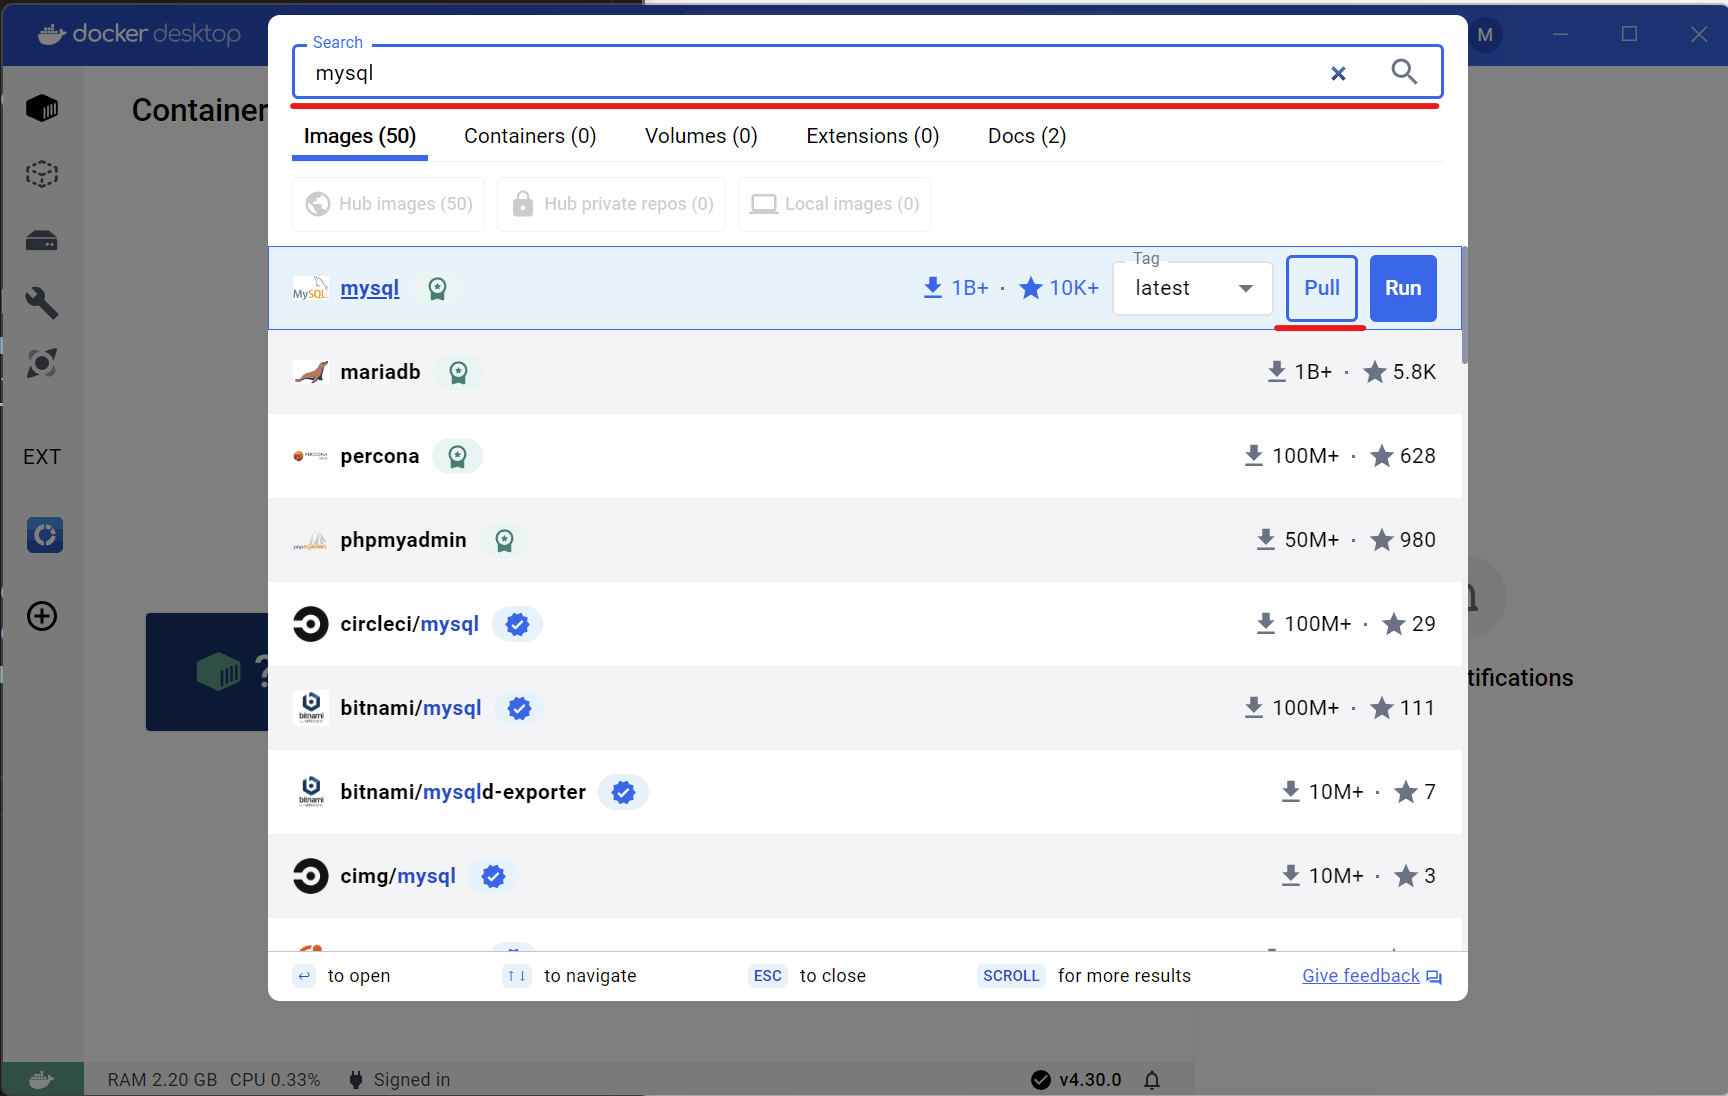 docker desktop
M
Search
mysql
Container
Images (50)
Containers (0)
Volumes (0)
Extensions (0)
Docs (2)
Hub images (50)
Hub private repos (0)
Local images (0)
MySQL
mysql
1B+ · 10K+
Tag
latest
Pull
Run
mariadb
1B+ · 5.8K
EXT
PERCONA
percona
100M+ · 628
phpMyAdmin
phpmyadmin
50M+ · 980
circleci/mysql
100M+ · 29
?
tifications
bitnami
bitnami/mysql
100M+ · 111
bitnami
bitnami/mysqld-exporter
10M+ · 7
cimg/mysql
10M+ · 3
↩ to open
↑↓ to navigate
ESC to close
SCROLL for more results
Give feedback
RAM 2.20 GB CPU 0.33%
Signed in
v4.30.0